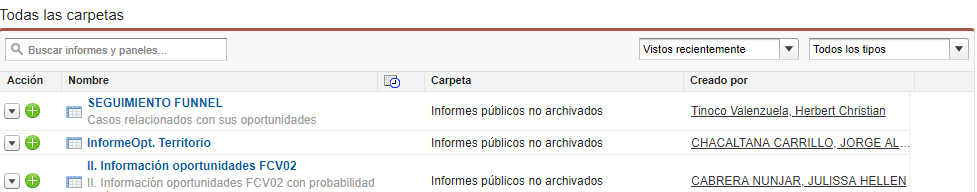 Todas las carpetas
Buscar informes y paneles...
Vistos recientemente
Todos los tipos
Acción Nombre Carpeta Creado por
SEGUIMIENTO FUNNEL
Casos relacionados con sus oportunidades
Informes públicos no archivados
Tinoco Valenzuela, Herbert Christian
InformeOpt. Territorio
Informes públicos no archivados
CHACALTANA CARRILLO, JORGE AL...
II. Información oportunidades FCV02
II. Información oportunidades FCV02 con probabilidad
Informes públicos no archivados
CABRERA NUNJAR, JULISSA HELLEN